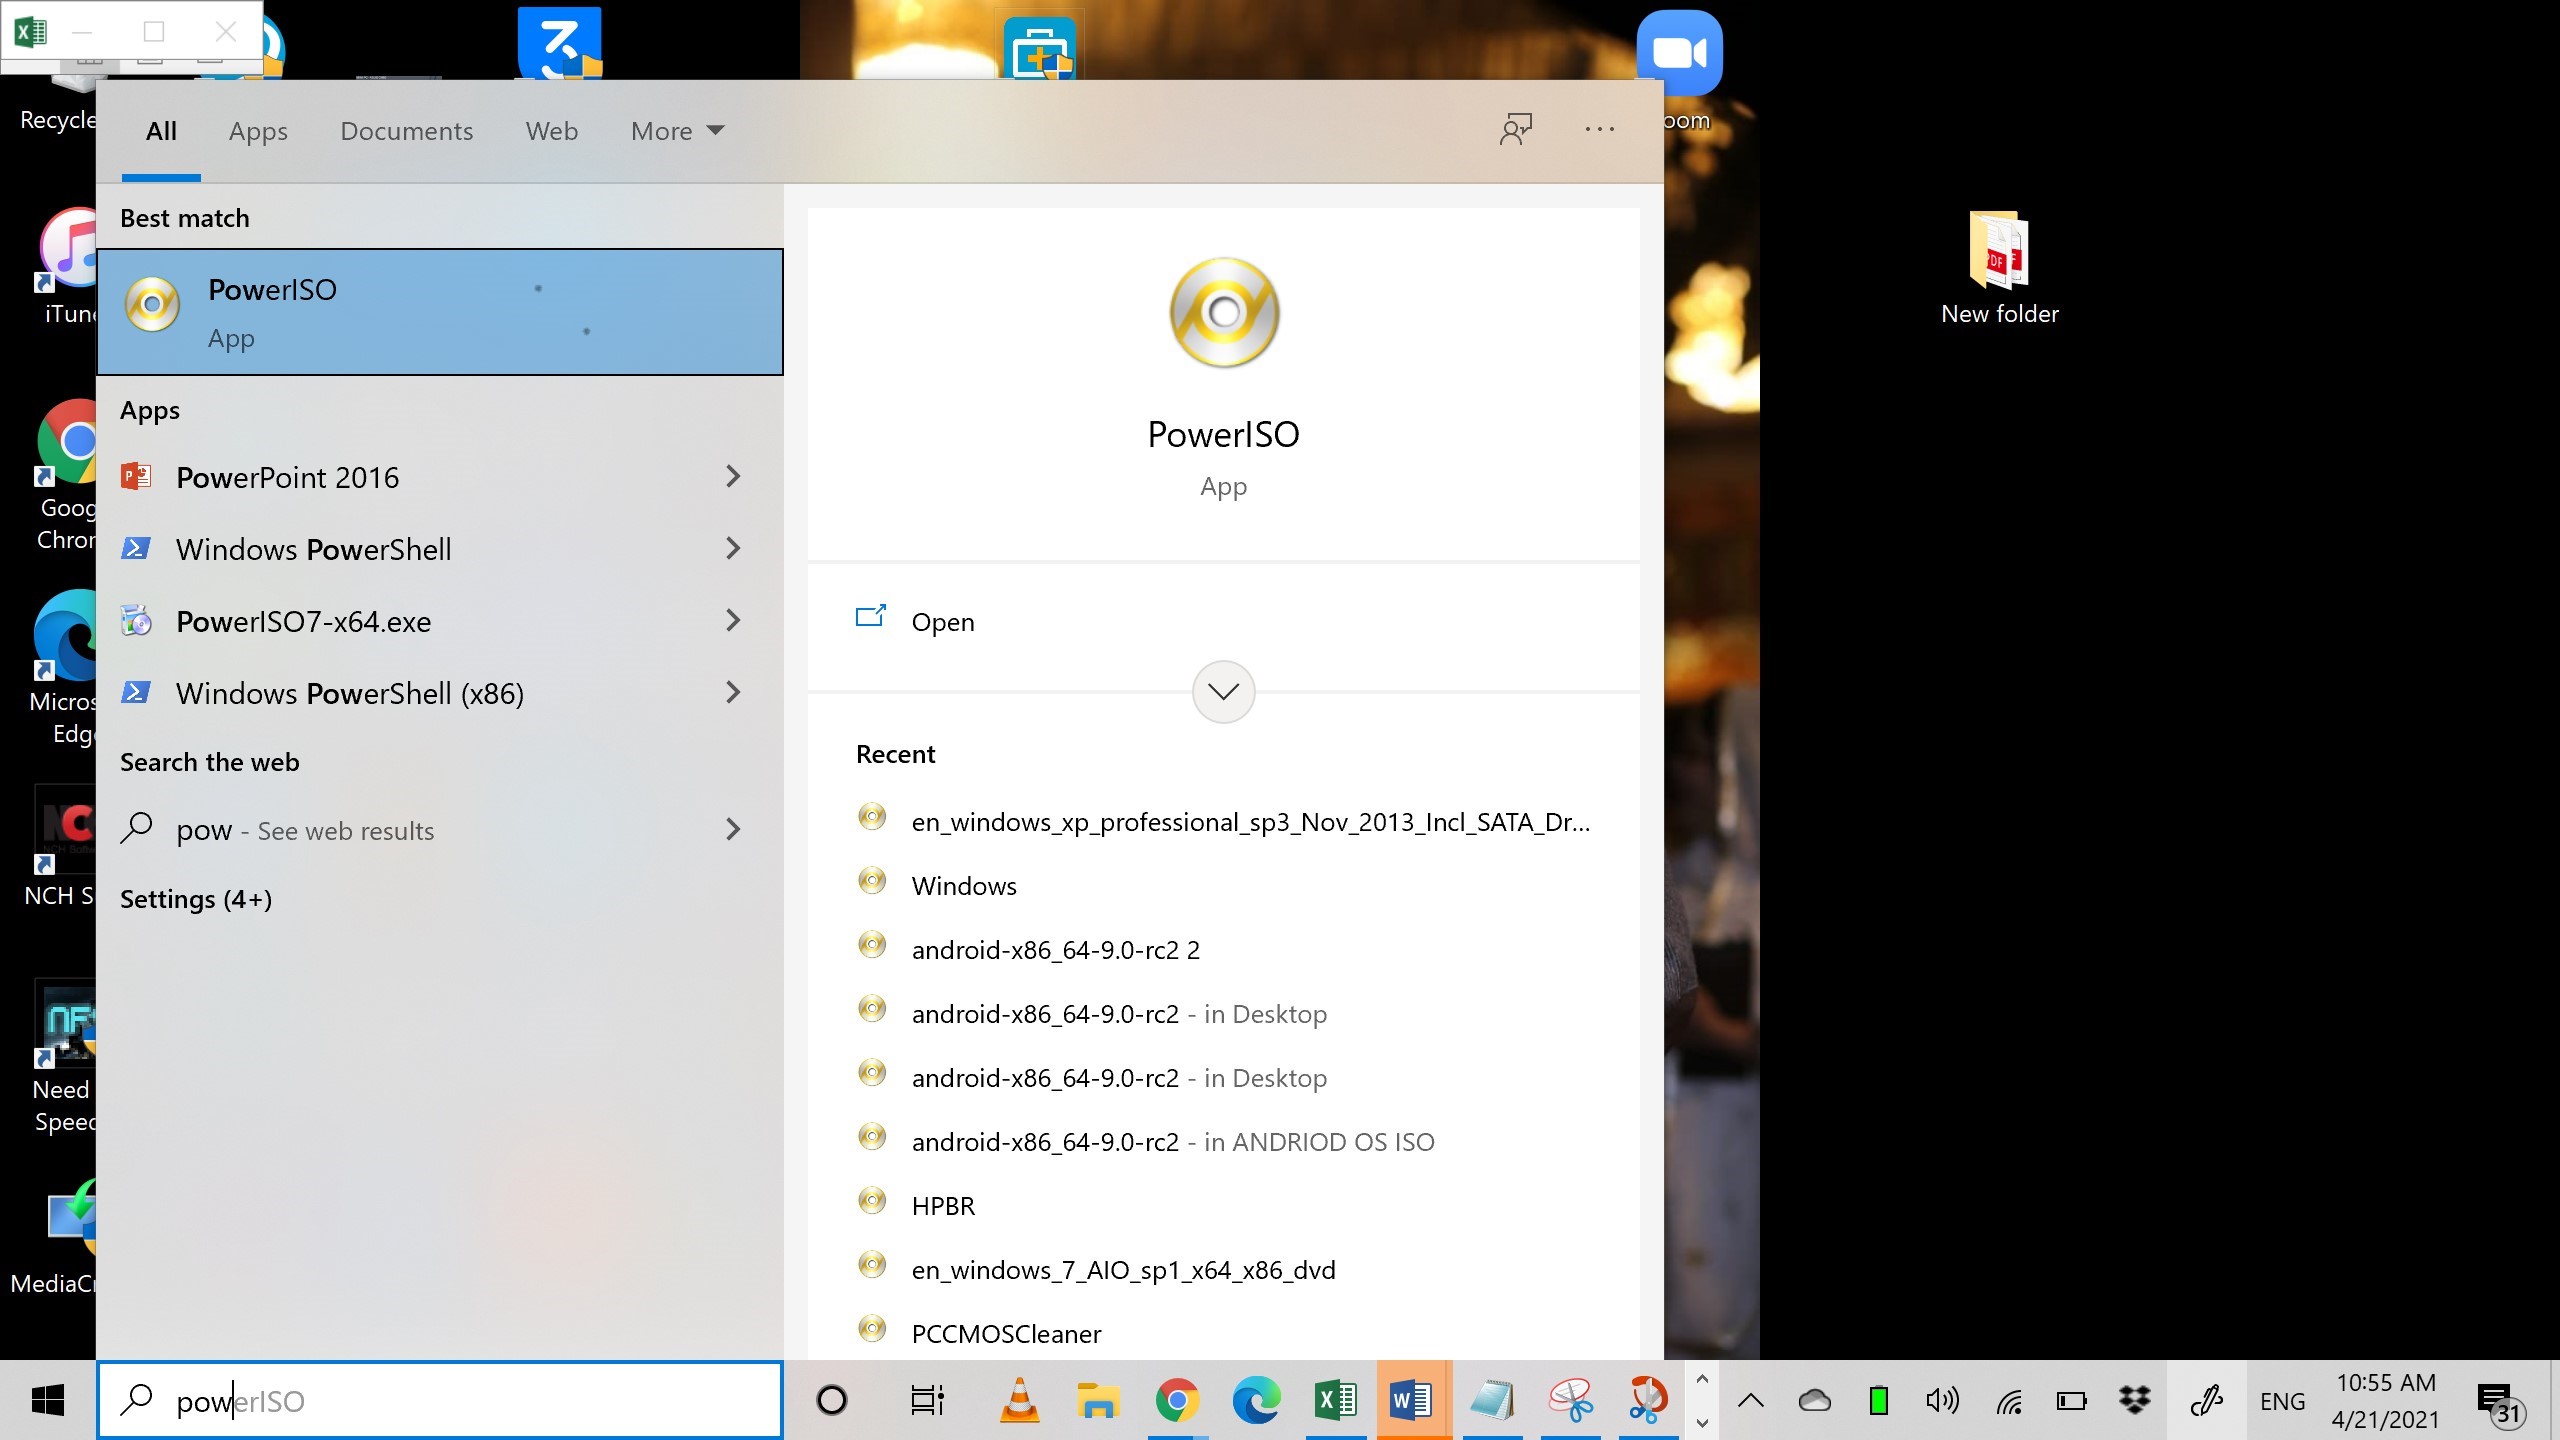 Recycle
oom
All Apps Documents Web More
Best match
PowerISO
App
Apps
PowerPoint 2016
Windows PowerShell
PowerISO7-x64.exe
Windows PowerShell (x86)
Search the web
pow - See web results
Settings (4+)
PowerISO
App
Open
Recent
en_windows_xp_professional_sp3_Nov_2013_Incl_SATA_Dr...
Windows
android-x86_64-9.0-rc2 2
android-x86_64-9.0-rc2 - in Desktop
android-x86_64-9.0-rc2 - in Desktop
android-x86_64-9.0-rc2 - in ANDRIOD OS ISO
HPBR
en_windows_7_AIO_sp1_x64_x86_dvd
PCCMOSCleaner
iTune
Goog
Chron
Micros
Edge
NCH S
Need
Speed
MediaCr
PDF
New folder
powerISO
ENG
10:55 AM
4/21/2021
31